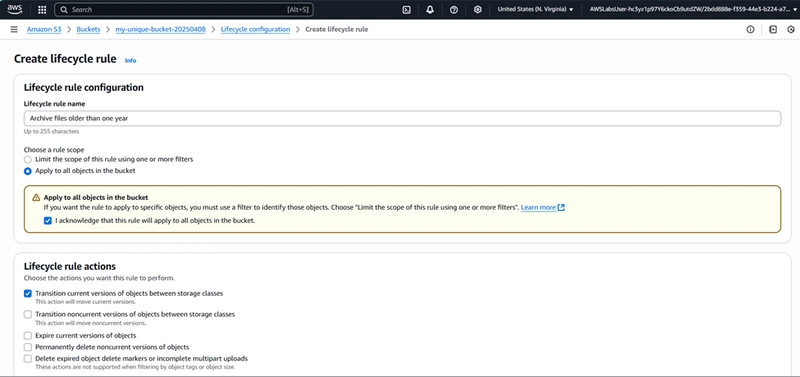 aws Search [Alt+S] United States (N. Virginia)
Amazon S3 > Buckets > my-unique-bucket-20250408 > Lifecycle configuration > Create lifecycle rule
Create lifecycle rule Info
Lifecycle rule configuration
Lifecycle rule name
Archive files older than one year
Up to 255 characters
Choose a rule scope
Limit the scope of this rule using one or more filters
Apply to all objects in the bucket
Apply to all objects in the bucket
If you want the rule to apply to specific objects, you must use a filter to identify those objects. Choose "Limit the scope of this rule using one or more filters". Learn more
I acknowledge that this rule will apply to all objects in the bucket.
Lifecycle rule actions
Choose the actions you want this rule to perform.
Transition current versions of objects between storage classes
This action will move current versions.
Transition noncurrent versions of objects between storage classes
This action will move noncurrent versions.
Expire current versions of objects
Permanently delete noncurrent versions of objects
Delete expired object delete markers or incomplete multipart uploads
These actions are not supported when filtering by object tags or object size.